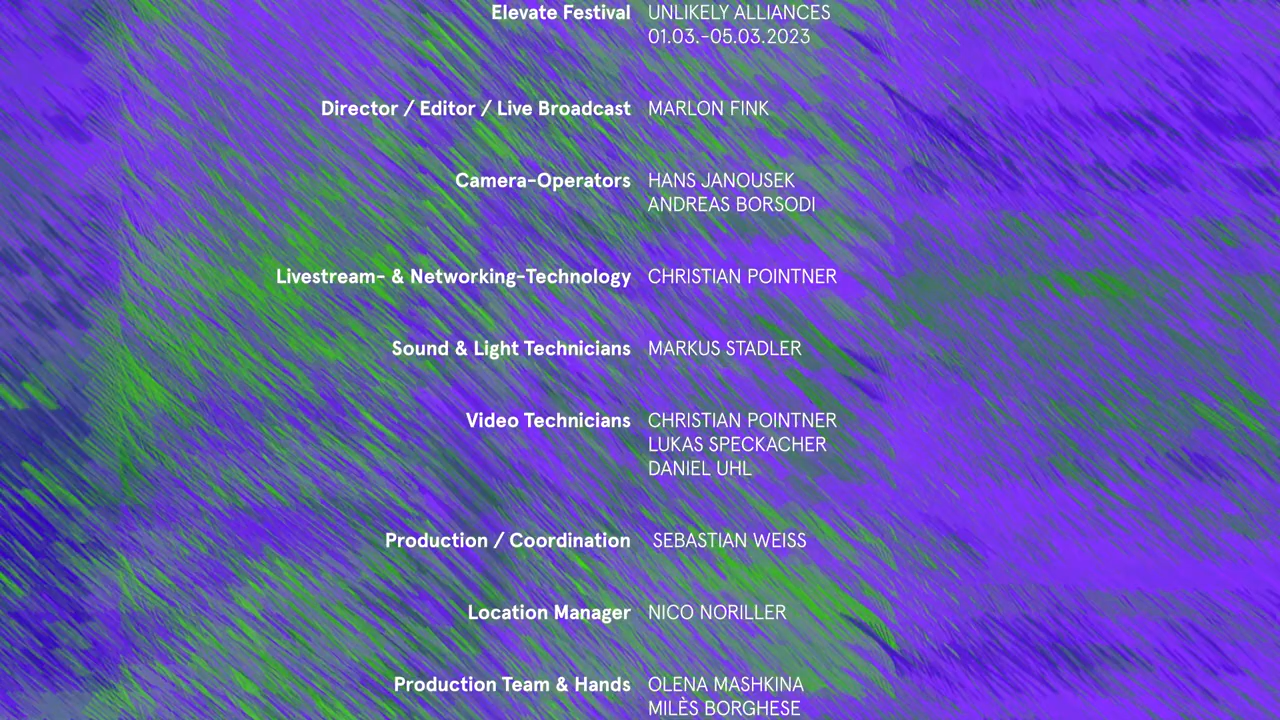 Elevate Festival UNLIKELY ALLIANCES
01.03.-05.03.2023
Director / Editor / Live Broadcast MARLON FINK
Camera-Operators HANS JANOUSEK
ANDREAS BORSODI
Livestream- & Networking-Technology CHRISTIAN POINTNER
Sound & Light Technicians MARKUS STADLER
Video Technicians CHRISTIAN POINTNER
LUKAS SPECKACHER
DANIEL UHL
Production / Coordination SEBASTIAN WEISS
Location Manager NICO NORILLER
Production Team & Hands OLENA MASHKINA
MILÈS BORGHESE